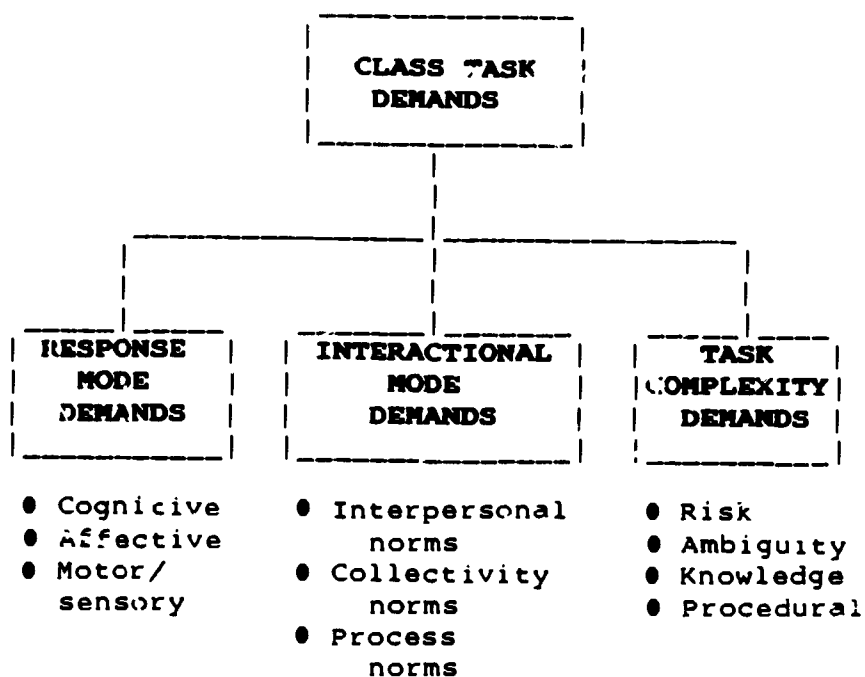 CLASS TASK
DEMANDS
RESPONSE
MODE
DEMANDS
INTERACTIONAL
MODE
DEMANDS
TASK
COMPLEXITY
DEMANDS
● Cognicive
● Affective
● Motor/
sensory
● Interpersonal
norms
● Collectivity
norms
● Process
norms
● Risk
● Ambiguity
● Knowledge
● Procedural